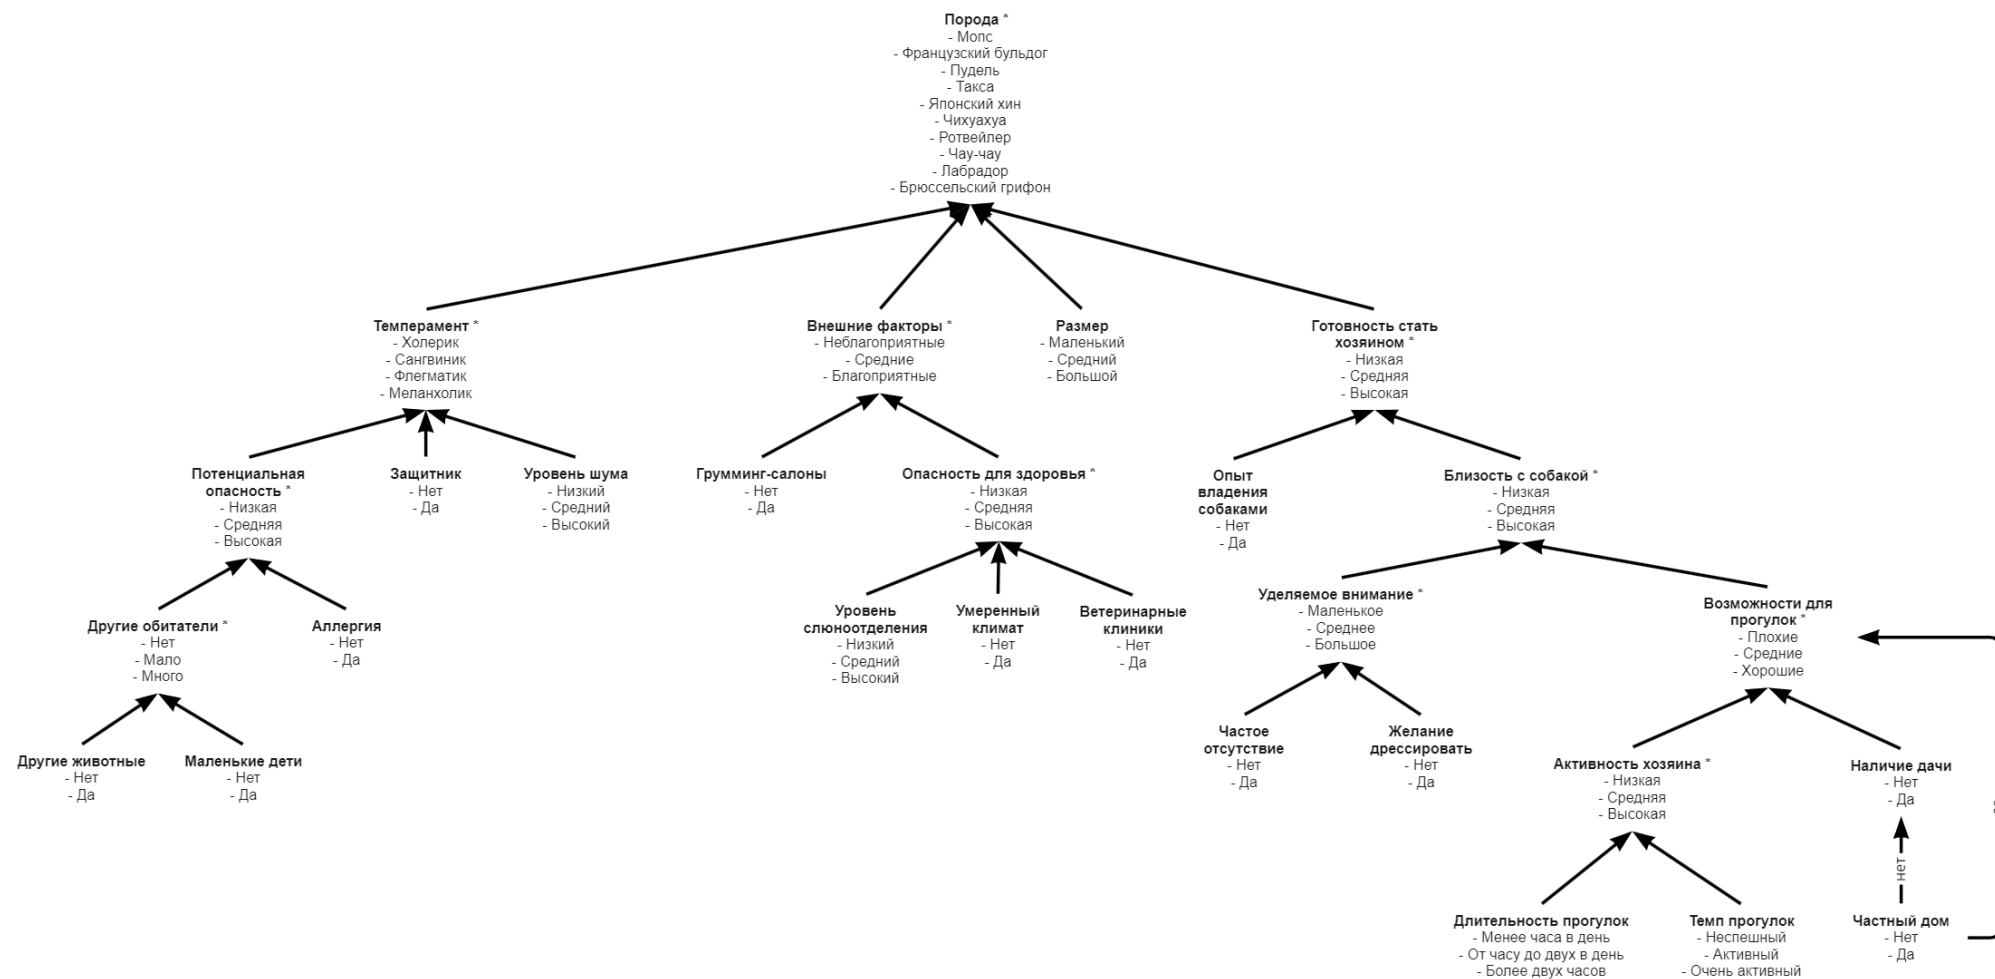 Порода *
- Мопс
- Французский бульдог
- Пудель
- Такса
- Японский хин
- Чихуахуа
- Ротвейлер
- Чау-чау
- Лабрадор
- Брюссельский грифон
Темперамент *
- Холерик
- Сангвиник
- Флегматик
- Меланхолик
Внешние факторы *
- Неблагоприятные
- Средние
- Благоприятные
Размер
- Маленький
- Средний
- Большой
Готовность стать
хозяином *
- Низкая
- Средняя
- Высокая
Потенциальная
опасность *
- Низкая
- Средняя
- Высокая
Защитник
- Нет
- Да
Уровень шума
- Низкий
- Средний
- Высокий
Грумминг-салоны
- Нет
- Да
Опасность для здоровья *
- Низкая
- Средняя
- Высокая
Опыт
владения
собаками
- Нет
- Да
Близость с собакой *
- Низкая
- Средняя
- Высокая
Другие обитатели *
- Нет
- Мало
- Много
Аллергия
- Нет
- Да
Уровень
слюноотделения
- Низкий
- Средний
- Высокий
Умеренный
климат
- Нет
- Да
Ветеринарные
клиники
- Нет
- Да
Уделяемое внимание *
- Маленькое
- Среднее
- Большое
Возможности для
прогулок *
- Плохие
- Средние
- Хорошие
Другие животные
- Нет
- Да
Маленькие дети
- Нет
- Да
Частое
отсутствие
- Нет
- Да
Желание
дрессировать
- Нет
- Да
Активность хозяина *
- Низкая
- Средняя
- Высокая
Наличие дачи
- Нет
- Да
нет
Длительность прогулок
- Менее часа в день
- От часу до двух в день
- Более двух часов
Темп прогулок
- Неспешный
- Активный
- Очень активный
Частный дом
- Нет
- Да